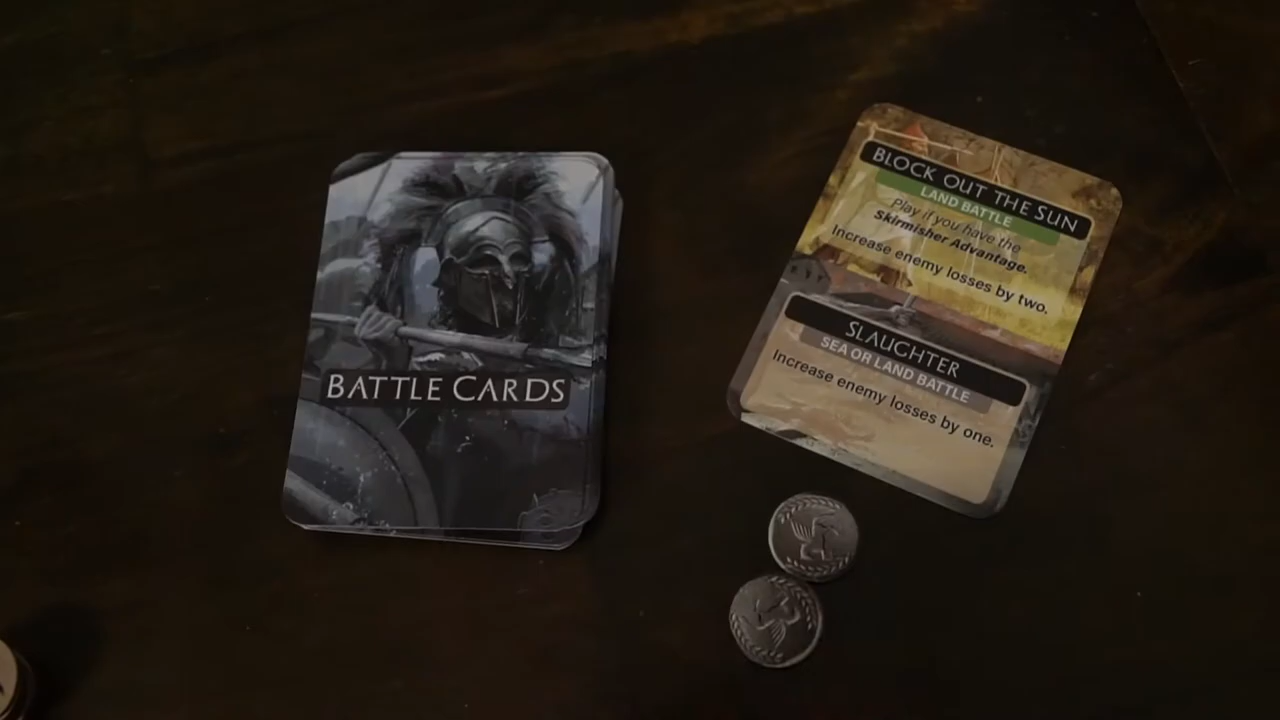 BATTLE CARDS
BLOCK OUT THE SUN
LAND BATTLE
Play if you have the
Skirmisher Advantage.
Increase enemy losses by two.
SLAUGHTER
SEA OR LAND BATTLE
Increase enemy losses by one.